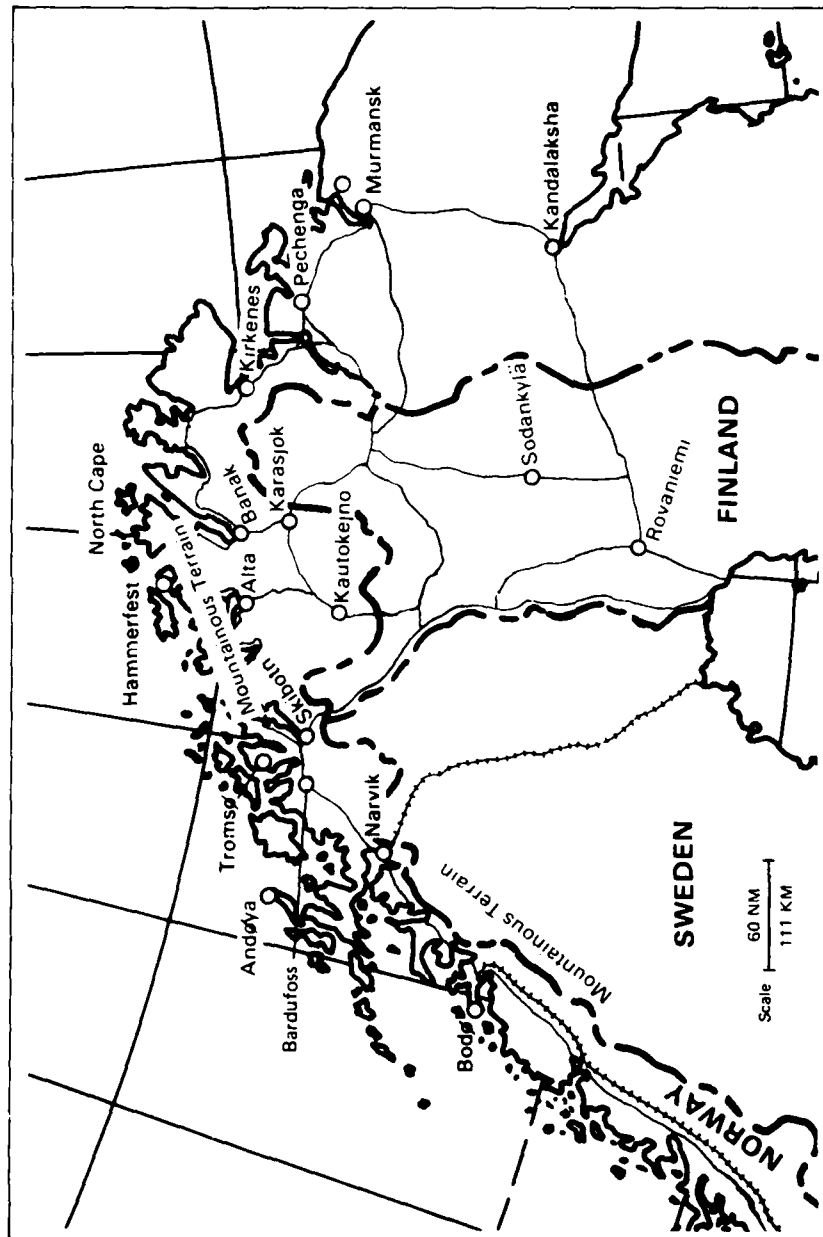 North Cape
Hammerfest
Mountainous Terrain
Tromsø
Skibotn
Alta
Banak
Karasjok
Kautokejno
Kirkenes
Pechenga
Murmansk
Andøya
Bardufoss
Narvik
Bodø
Mountainous Terrain
Sodankylä
Kandalaksha
Rovaniemi
NORWAY
SWEDEN
FINLAND
Scale
60 NM
111 KM